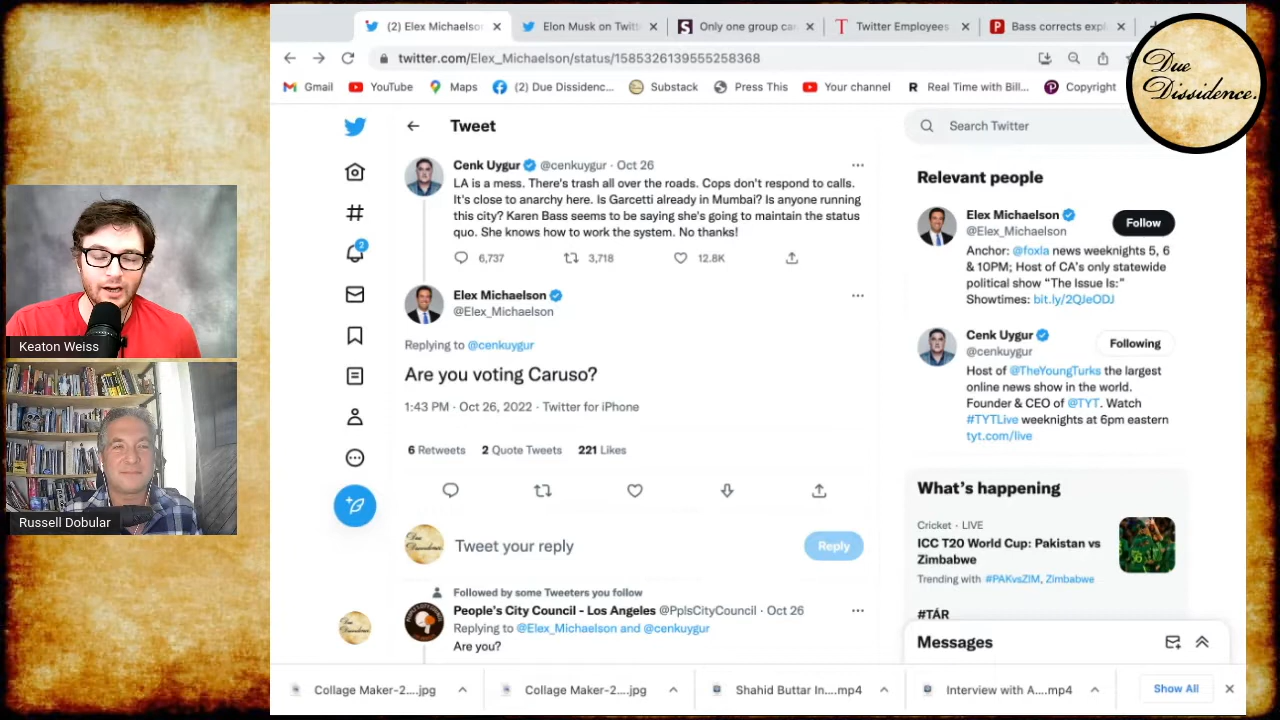 (2) Elex Michaelson
Elon Musk on Twitt
Only one group ca
Twitter Employees
Bass corrects expl
twitter.com/Elex_Michaelson/status/1585326139555258368
Gmail
YouTube
Maps
(2) Due Dissidenc...
Substack
Press This
Your channel
Real Time with Bill...
Copyright
Due
Dissidence.
Tweet
Search Twitter
Cenk Uygur @cenkuygur · Oct 26
LA is a mess. There's trash all over the roads. Cops don't respond to calls.
It's close to anarchy here. Is Garcetti already in Mumbai? Is anyone running
this city? Karen Bass seems to be saying she's going to maintain the status
quo. She knows how to work the system. No thanks!
6,737
3,718
12.8K
Elex Michaelson
@Elex_Michaelson
Replying to @cenkuygur
Are you voting Caruso?
1:43 PM · Oct 26, 2022 · Twitter for iPhone
6 Retweets 2 Quote Tweets 221 Likes
Tweet your reply
Reply
Followed by some Tweeters you follow
People's City Council - Los Angeles @PplsCityCouncil · Oct 26
Replying to @Elex_Michaelson and @cenkuygur
Are you?
2
Relevant people
Elex Michaelson
@Elex_Michaelson
Follow
Anchor: @foxla news weeknights 5, 6
& 10PM; Host of CA's only statewide
political show "The Issue Is:"
Showtimes: bit.ly/2QJeODJ
Cenk Uygur
@cenkuygur
Following
Host of @TheYoungTurks the largest
online news show in the world.
Founder & CEO of @TYT. Watch
#TYTLive weeknights at 6pm eastern
tyt.com/live
What's happening
Cricket · LIVE
ICC T20 World Cup: Pakistan vs
Zimbabwe
Trending with #PAKvsZIM, Zimbabwe
#TÁR
Messages
Collage Maker-2....jpg
Collage Maker-2....jpg
Shahid Buttar In....mp4
Interview with A....mp4
Show All
Keaton Weiss
Russell Dobular